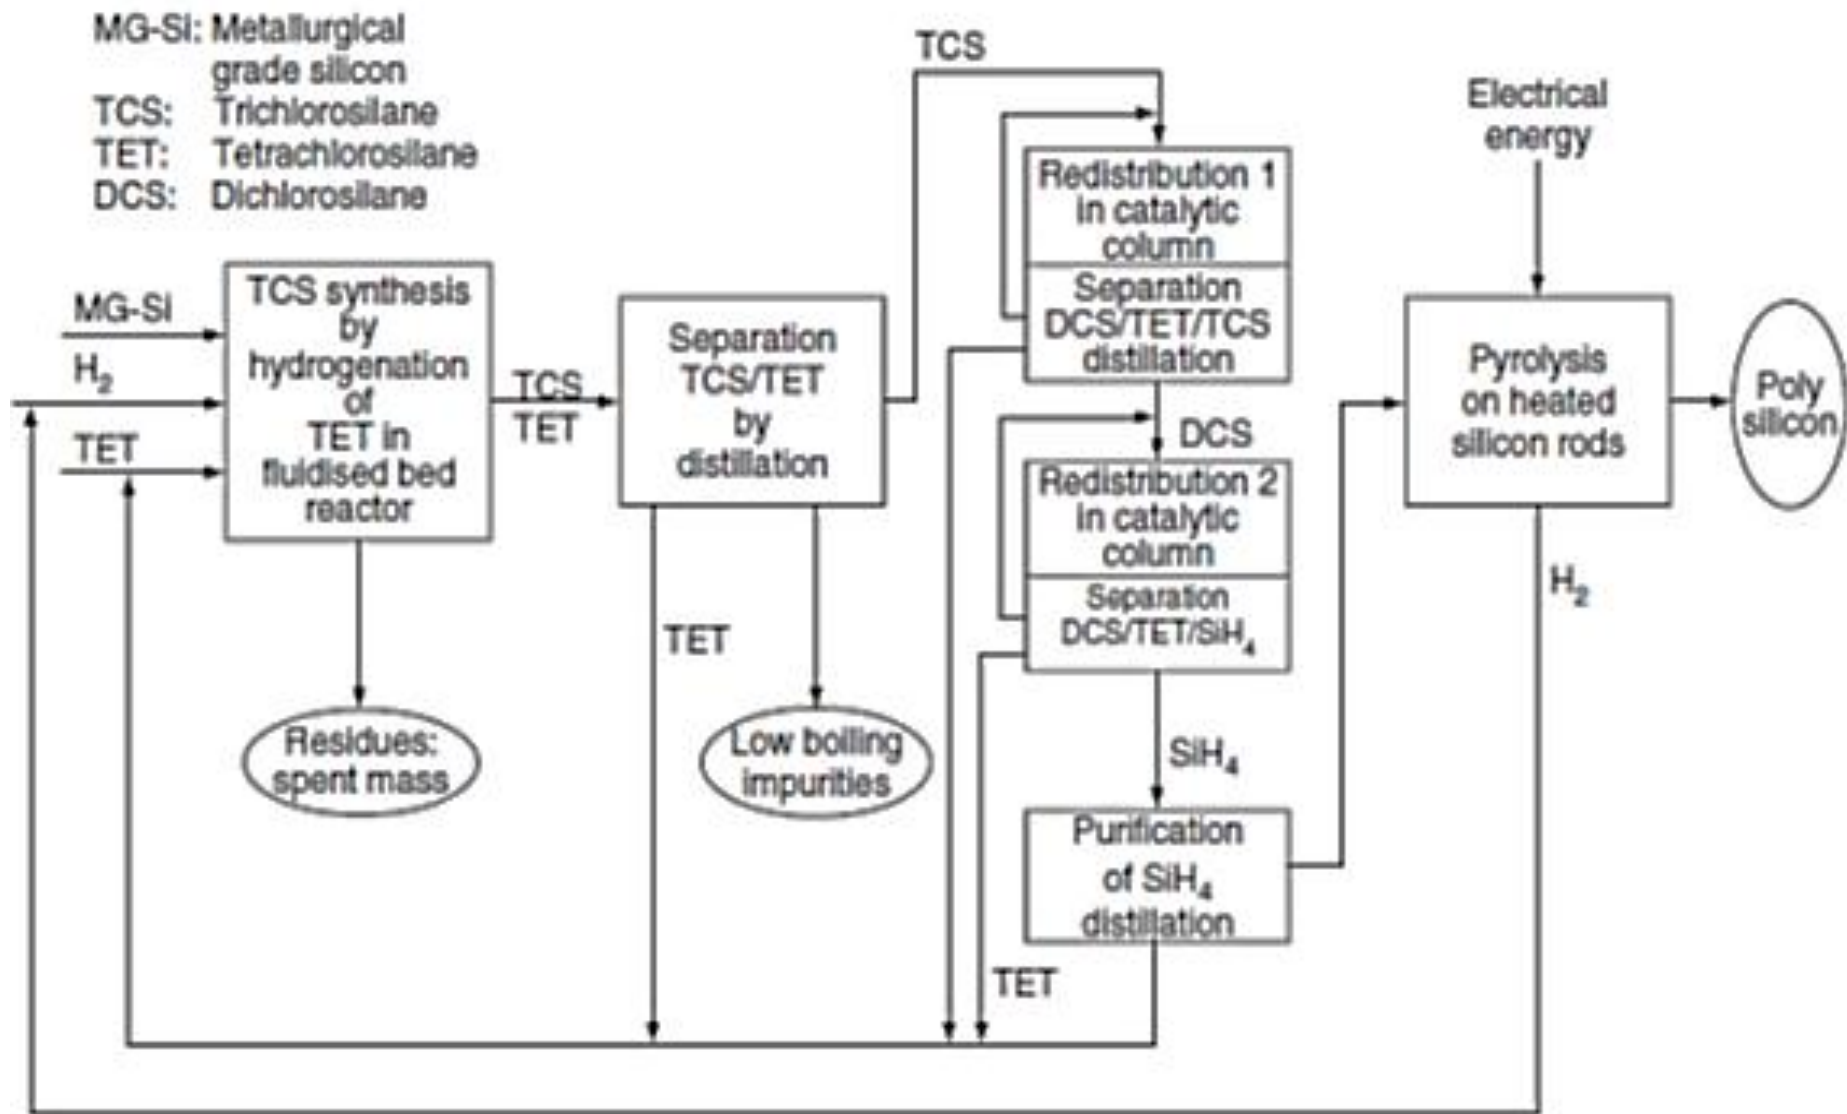 MG-Si: Metallurgical
grade silicon
TCS: Trichlorosilane
TET: Tetrachlorosilane
DCS: Dichlorosilane
MG-Si
H₂
TET
TCS synthesis
by
hydrogenation
of
TET in
fluidised bed
reactor
Residues:
spent mass
TCS
TET
Separation
TCS/TET
by
distillation
TET
Low boiling
impurities
TCS
Redistribution 1
in catalytic
column
Separation
DCS/TET/TCS
distillation
DCS
Redistribution 2
in catalytic
column
Separation
DCS/TET/SiH₄
SiH₄
Purification
of SiH₄
distillation
TET
Electrical
energy
Pyrolysis
on heated
silicon rods
H₂
Poly
silicon